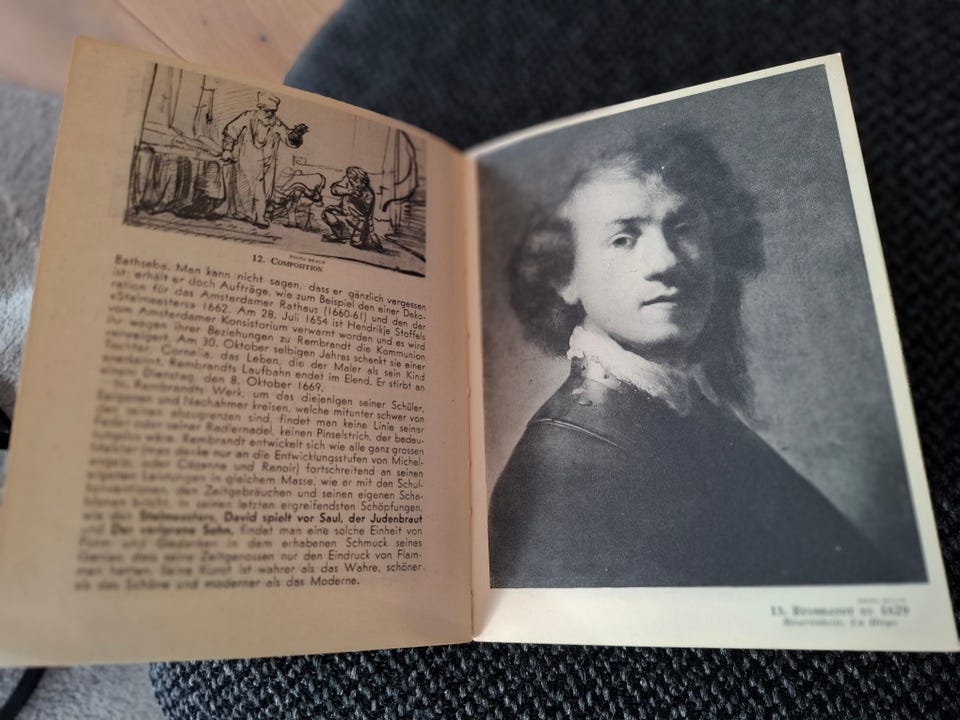 PHOTO BRAUN
12. COMPOSITION
Bethseba. Man kann nicht sagen, dass er gänzlich vergessen
ist; erhält er doch Aufträge, wie zum Beispiel den einer Deko-
ration für das Amsterdamer Rathaus (1660-61) und den der
«Stalmeesters» 1662. Am 28. Juli 1654 ist Hendrikje Stoffels
vom Amsterdamer Konsistorium verwarnt worden und es wird
ihr wegen ihrer Beziehungen zu Rembrandt die Kommunion
verweigert. Am 30. Oktober selbigen Jahres schenkt sie einer
Tochter, Cornelia, das Leben, die der Maler als sein Kind
anerkennt. Rembrandts Laufbahn endet im Elend. Er stirbt an
einem Dienstag, den 8. Oktober 1669.
In Rembrandts Werk, um das diejenigen seiner Schüler,
und Nachahmer kreisen, welche mitunter schwer von
den seinen abzugrenzen sind, findet man keine Linie seiner
Feder oder seiner Radiernadel, keinen Pinselstrich, der bedeu-
tungslos wäre. Rembrandt entwickelt sich wie alle ganz grossen
Meister (man denke nur an die Entwicklungsstufen von Michel-
angelo, oder Cézanne und Renoir) fortschreitend an seinen
eigenen Leistungen in gleichem Masse, wie er mit den Schul-
den Zeitgebräuchen und seinen eigenen Scha-
bricht. In seinen letzten ergreifendsten Schöpfungen,
wie den Stalmeesters, David spielt vor Saul, der Judenbraut
und Der verlorene Sohn, findet man eine solche Einheit von
Form und Gedanken in dem erhabenen Schmuck seines
dass seine Zeitgenossen nur den Eindruck von Flam-
men hatten. Seine Kunst ist wahrer als das Wahre, schöner
als das Schöne und moderner als das Moderne.
13. REMBRANDT 1629
La Haye